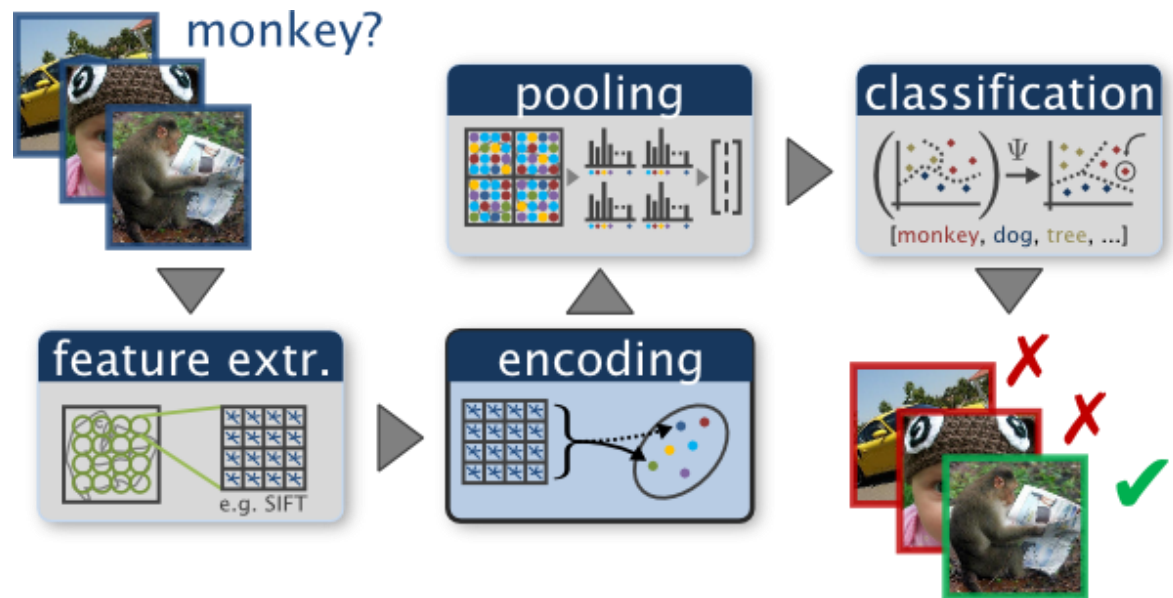 monkey?
feature extr.
e.g. SIFT
encoding
pooling
classification
Ψ
[monkey, dog, tree, ...]